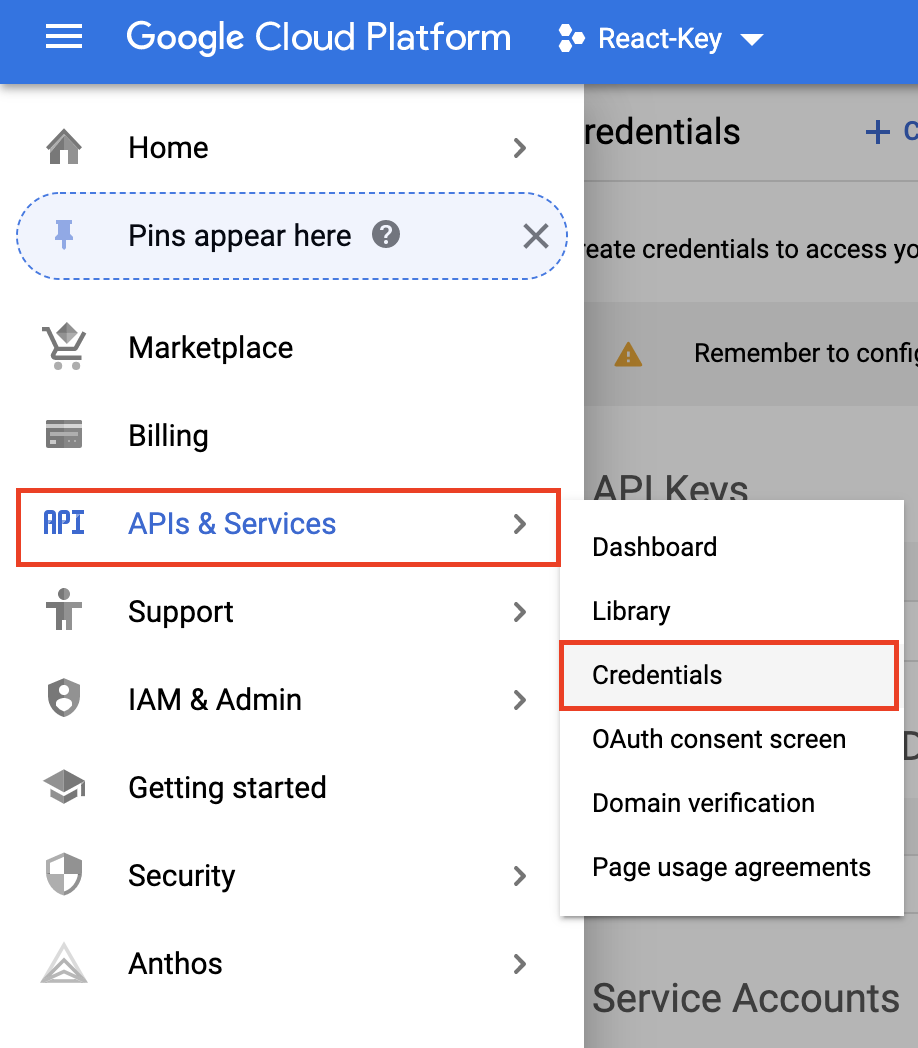 Google Cloud Platform
React-Key
Home
Pins appear here
Marketplace
Billing
API
APIs & Services
Support
IAM & Admin
Getting started
Security
Anthos
Dashboard
Library
Credentials
OAuth consent screen
Domain verification
Page usage agreements
redentials
+ C
reate credentials to access yo
Remember to config
API Keys
D
Service Accounts